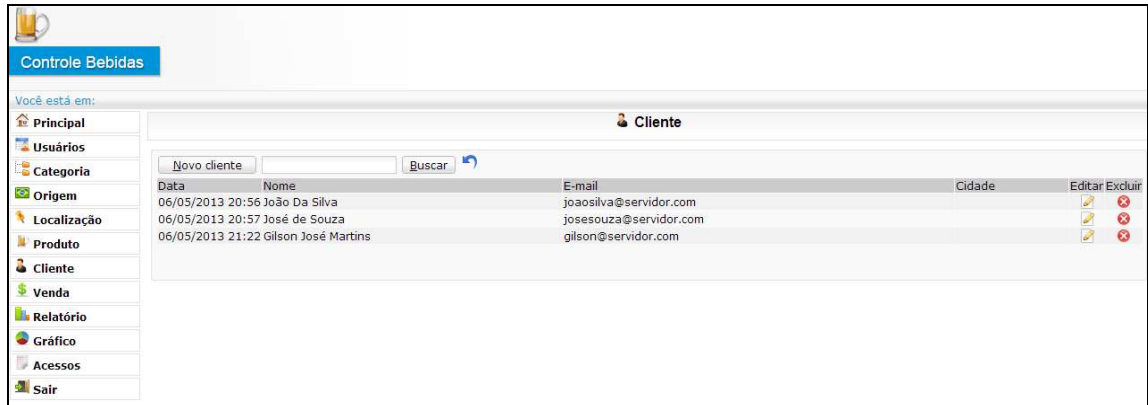 Controle Bebidas
Você está em:
Principal
Usuários
Categoria
Origem
Localização
Produto
Cliente
Venda
Relatório
Gráfico
Acessos
Sair
Cliente
Novo cliente Buscar
Data Nome E-mail Cidade Editar Excluir
06/05/2013 20:56 João Da Silva joaosilva@servidor.com
06/05/2013 20:57 José de Souza josesouza@servidor.com
06/05/2013 21:22 Gilson José Martins gilson@servidor.com